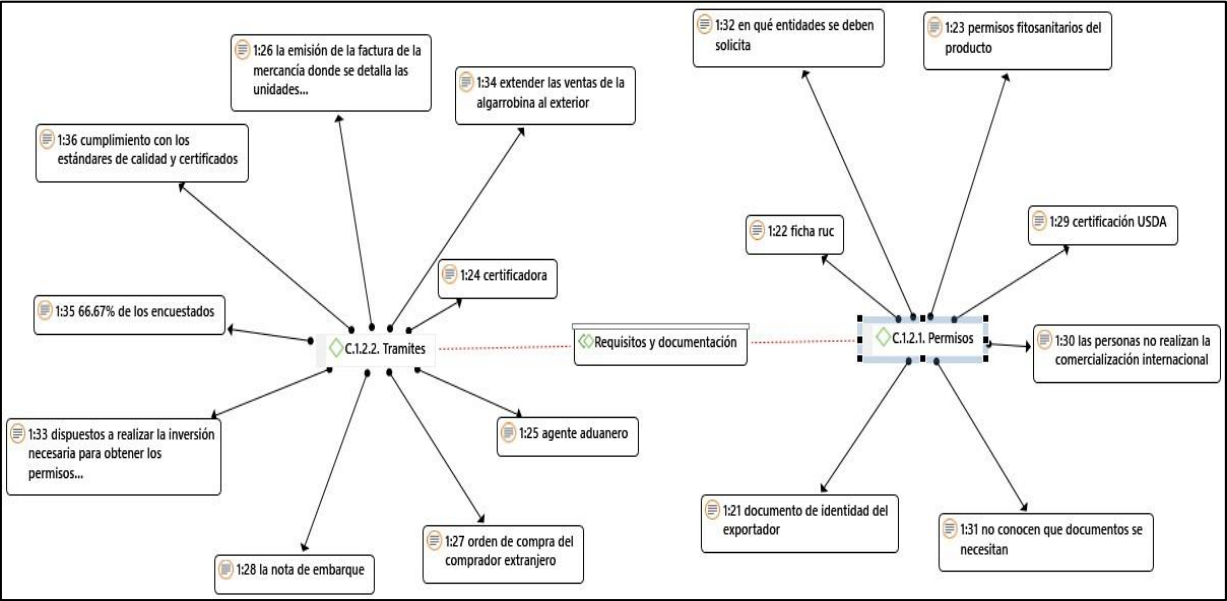 1:32 en qué entidades se deben
solicita
1:23 permisos fitosanitarios del
producto
1:26 la emisión de la factura de la
mercancía donde se detalla las
unidades...
1:34 extender las ventas de la
algarrobina al exterior
1:36 cumplimiento con los
estándares de calidad y certificados
1:22 ficha ruc
1:29 certificación USDA
1:24 certificadora
1:35 66.67% de los encuestados
C.1.2.2. Tramites
Requisitos y documentación
C.1.2.1. Permisos
1:30 las personas no realizan la
comercialización internacional
1:33 dispuestos a realizar la inversión
necesaria para obtener los
permisos...
1:25 agente aduanero
1:21 documento de identidad del
exportador
1:31 no conocen que documentos se
necesitan
1:27 orden de compra del
comprador extranjero
1:28 la nota de embarque